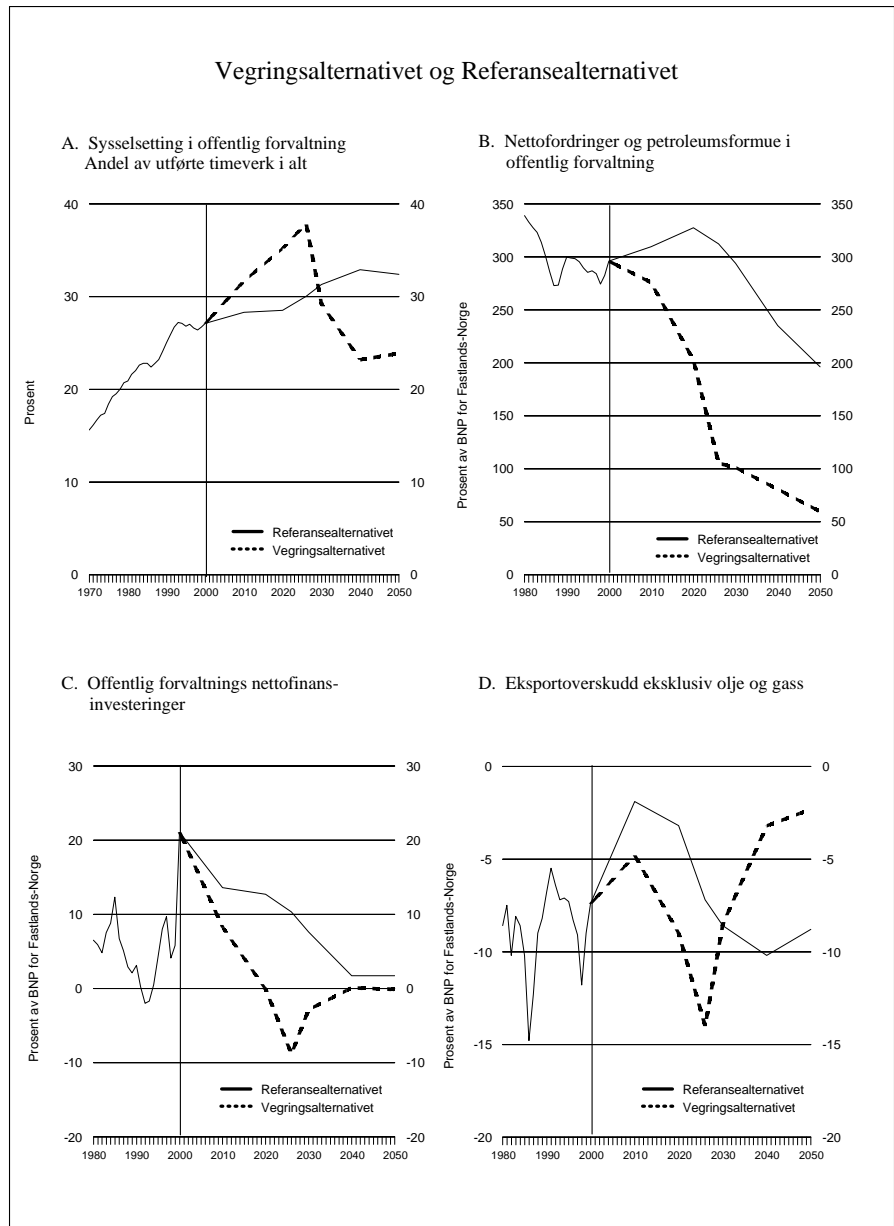 Vegringsalternativet og Referansealternativet
A. Sysselsetting i offentlig forvaltning
Andel av utførte timeverk i alt
40 40
30 30
20 20
10 10
0 0
Prosent
Referansealternativet
Vegringsalternativet
1970 1980 1990 2000 2010 2020 2030 2040 2050
B. Nettofordringer og petroleumsformue i
offentlig forvaltning
350 350
300 300
250 250
200 200
150 150
100 100
50 50
0 0
Prosent av BNP for Fastlands-Norge
Referansealternativet
Vegringsalternativet
1980 1990 2000 2010 2020 2030 2040 2050
C. Offentlig forvaltnings nettofinans-
investeringer
30 30
20 20
10 10
0 0
-10 -10
-20 -20
Prosent av BNP for Fastlands-Norge
Referansealternativet
Vegringsalternativet
1980 1990 2000 2010 2020 2030 2040 2050
D. Eksportoverskudd eksklusiv olje og gass
0 0
-5 -5
-10 -10
-15 -15
-20 -20
Prosent av BNP for Fastlands-Norge
Referansealternativet
Vegringsalternativet
1980 1990 2000 2010 2020 2030 2040 2050